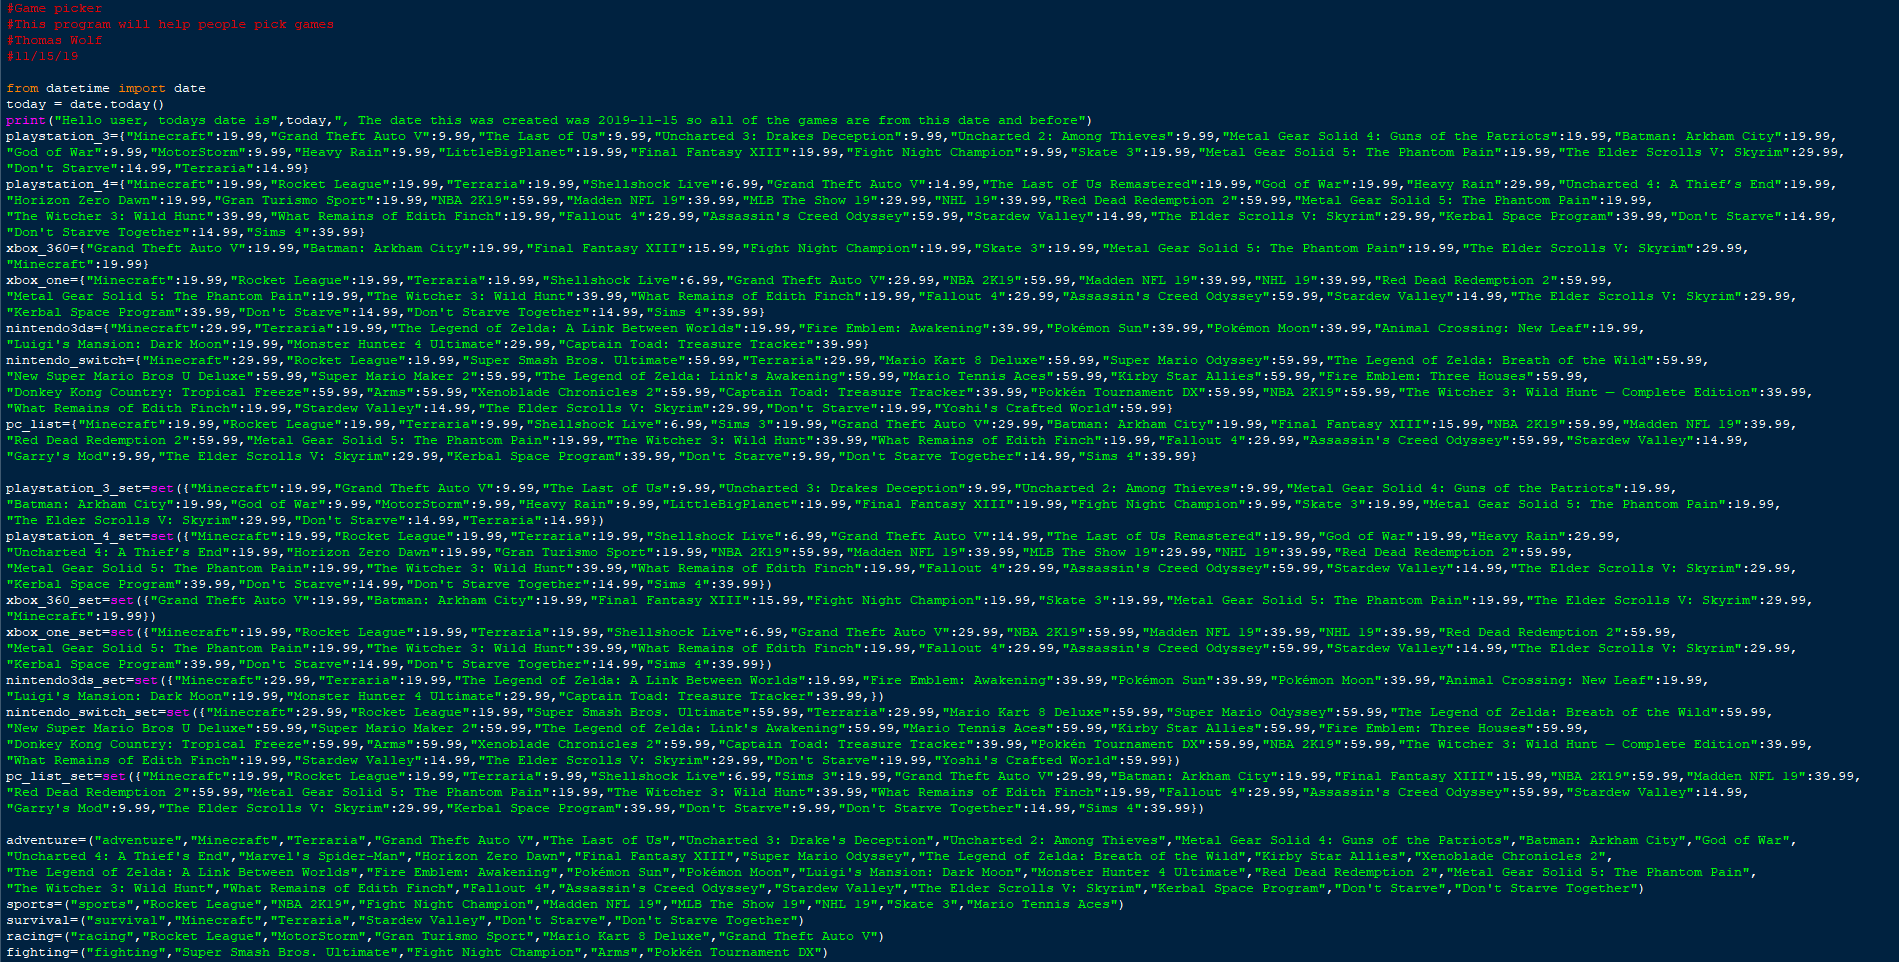 #Game picker
#This program will help people pick games
#Thomas Wolf
#11/15/19
from datetime import date
today = date.today()
print("Hello user, todays date is",today,", The date this was created was 2019-11-15 so all of the games are from this date and before")
playstation_3={"Minecraft":19.99,"Grand Theft Auto V":9.99,"The Last of Us":9.99,"Uncharted 3: Drakes Deception":9.99,"Uncharted 2: Among Thieves":9.99,"Metal Gear Solid 4: Guns of the Patriots":19.99,"Batman: Arkham City":19.99,
"God of War":9.99,"MotorStorm":9.99,"Heavy Rain":9.99,"LittleBigPlanet":19.99,"Final Fantasy XIII":19.99,"Fight Night Champion":9.99,"Skate 3":19.99,"Metal Gear Solid 5: The Phantom Pain":19.99,"The Elder Scrolls V: Skyrim":29.99,
"Don't Starve":14.99,"Terraria":14.99}
playstation_4={"Minecraft":19.99,"Rocket League":19.99,"Terraria":19.99,"Shellshock Live":6.99,"Grand Theft Auto V":14.99,"The Last of Us Remastered":19.99,"God of War":19.99,"Heavy Rain":29.99,"Uncharted 4: A Thief’s End":19.99,
"Horizon Zero Dawn":19.99,"Gran Turismo Sport":19.99,"NBA 2K19":59.99,"Madden NFL 19":39.99,"MLB The Show 19":29.99,"NHL 19":39.99,"Red Dead Redemption 2":59.99,"Metal Gear Solid 5: The Phantom Pain":19.99,
"The Witcher 3: Wild Hunt":39.99,"What Remains of Edith Finch":19.99,"Fallout 4":29.99,"Assassin's Creed Odyssey":59.99,"Stardew Valley":14.99,"The Elder Scrolls V: Skyrim":29.99,"Kerbal Space Program":39.99,"Don't Starve":14.99,
"Don't Starve Together":14.99,"Sims 4":39.99}
xbox_360={"Grand Theft Auto V":19.99,"Batman: Arkham City":19.99,"Final Fantasy XIII":15.99,"Fight Night Champion":19.99,"Skate 3":19.99,"Metal Gear Solid 5: The Phantom Pain":19.99,"The Elder Scrolls V: Skyrim":29.99,
"Minecraft":19.99}
xbox_one={"Minecraft":19.99,"Rocket League":19.99,"Terraria":19.99,"Shellshock Live":6.99,"Grand Theft Auto V":29.99,"NBA 2K19":59.99,"Madden NFL 19":39.99,"NHL 19":39.99,"Red Dead Redemption 2":59.99,
"Metal Gear Solid 5: The Phantom Pain":19.99,"The Witcher 3: Wild Hunt":39.99,"What Remains of Edith Finch":19.99,"Fallout 4":29.99,"Assassin's Creed Odyssey":59.99,"Stardew Valley":14.99,"The Elder Scrolls V: Skyrim":29.99,
"Kerbal Space Program":39.99,"Don't Starve":14.99,"Don't Starve Together":14.99,"Sims 4":39.99}
nintendo3ds={"Minecraft":29.99,"Terraria":19.99,"The Legend of Zelda: A Link Between Worlds":19.99,"Fire Emblem: Awakening":39.99,"Pokémon Sun":39.99,"Pokémon Moon":39.99,"Animal Crossing: New Leaf":19.99,
"Luigi's Mansion: Dark Moon":19.99,"Monster Hunter 4 Ultimate":29.99,"Captain Toad: Treasure Tracker":39.99}
nintendo_switch={"Minecraft":29.99,"Rocket League":19.99,"Super Smash Bros. Ultimate":59.99,"Terraria":29.99,"Mario Kart 8 Deluxe":59.99,"Super Mario Odyssey":59.99,"The Legend of Zelda: Breath of the Wild":59.99,
"New Super Mario Bros U Deluxe":59.99,"Super Mario Maker 2":59.99,"The Legend of Zelda: Link's Awakening":59.99,"Mario Tennis Aces":59.99,"Kirby Star Allies":59.99,"Fire Emblem: Three Houses":59.99,
"Donkey Kong Country: Tropical Freeze":59.99,"Arms":59.99,"Xenoblade Chronicles 2":59.99,"Captain Toad: Treasure Tracker":39.99,"Pokkén Tournament DX":59.99,"NBA 2K19":59.99,"The Witcher 3: Wild Hunt – Complete Edition":39.99,
"What Remains of Edith Finch":19.99,"Stardew Valley":14.99,"The Elder Scrolls V: Skyrim":29.99,"Don't Starve":19.99,"Yoshi's Crafted World":59.99}
pc_list={"Minecraft":19.99,"Rocket League":19.99,"Terraria":9.99,"Shellshock Live":6.99,"Sims 3":19.99,"Grand Theft Auto V":29.99,"Batman: Arkham City":19.99,"Final Fantasy XIII":15.99,"NBA 2K19":59.99,"Madden NFL 19":39.99,
"Red Dead Redemption 2":59.99,"Metal Gear Solid 5: The Phantom Pain":19.99,"The Witcher 3: Wild Hunt":39.99,"What Remains of Edith Finch":19.99,"Fallout 4":29.99,"Assassin's Creed Odyssey":59.99,"Stardew Valley":14.99,
"Garry's Mod":9.99,"The Elder Scrolls V: Skyrim":29.99,"Kerbal Space Program":39.99,"Don't Starve":9.99,"Don't Starve Together":14.99,"Sims 4":39.99}
playstation_3_set=set({"Minecraft":19.99,"Grand Theft Auto V":9.99,"The Last of Us":9.99,"Uncharted 3: Drakes Deception":9.99,"Uncharted 2: Among Thieves":9.99,"Metal Gear Solid 4: Guns of the Patriots":19.99,
"Batman: Arkham City":19.99,"God of War":9.99,"MotorStorm":9.99,"Heavy Rain":9.99,"LittleBigPlanet":19.99,"Final Fantasy XIII":19.99,"Fight Night Champion":9.99,"Skate 3":19.99,"Metal Gear Solid 5: The Phantom Pain":19.99,
"The Elder Scrolls V: Skyrim":29.99,"Don't Starve":14.99,"Terraria":14.99})
playstation_4_set=set({"Minecraft":19.99,"Rocket League":19.99,"Terraria":19.99,"Shellshock Live":6.99,"Grand Theft Auto V":14.99,"The Last of Us Remastered":19.99,"God of War":19.99,"Heavy Rain":29.99,
"Uncharted 4: A Thief’s End":19.99,"Horizon Zero Dawn":19.99,"Gran Turismo Sport":19.99,"NBA 2K19":59.99,"Madden NFL 19":39.99,"MLB The Show 19":29.99,"NHL 19":39.99,"Red Dead Redemption 2":59.99,
"Metal Gear Solid 5: The Phantom Pain":19.99,"The Witcher 3: Wild Hunt":39.99,"What Remains of Edith Finch":19.99,"Fallout 4":29.99,"Assassin's Creed Odyssey":59.99,"Stardew Valley":14.99,"The Elder Scrolls V: Skyrim":29.99,
"Kerbal Space Program":39.99,"Don't Starve":14.99,"Don't Starve Together":14.99,"Sims 4":39.99})
xbox_360_set=set({"Grand Theft Auto V":19.99,"Batman: Arkham City":19.99,"Final Fantasy XIII":15.99,"Fight Night Champion":19.99,"Skate 3":19.99,"Metal Gear Solid 5: The Phantom Pain":19.99,"The Elder Scrolls V: Skyrim":29.99,
"Minecraft":19.99})
xbox_one_set=set({"Minecraft":19.99,"Rocket League":19.99,"Terraria":19.99,"Shellshock Live":6.99,"Grand Theft Auto V":29.99,"NBA 2K19":59.99,"Madden NFL 19":39.99,"NHL 19":39.99,"Red Dead Redemption 2":59.99,
"Metal Gear Solid 5: The Phantom Pain":19.99,"The Witcher 3: Wild Hunt":39.99,"What Remains of Edith Finch":19.99,"Fallout 4":29.99,"Assassin's Creed Odyssey":59.99,"Stardew Valley":14.99,"The Elder Scrolls V: Skyrim":29.99,
"Kerbal Space Program":39.99,"Don't Starve":14.99,"Don't Starve Together":14.99,"Sims 4":39.99})
nintendo3ds_set=set({"Minecraft":29.99,"Terraria":19.99,"The Legend of Zelda: A Link Between Worlds":19.99,"Fire Emblem: Awakening":39.99,"Pokémon Sun":39.99,"Pokémon Moon":39.99,"Animal Crossing: New Leaf":19.99,
"Luigi's Mansion: Dark Moon":19.99,"Monster Hunter 4 Ultimate":29.99,"Captain Toad: Treasure Tracker":39.99,})
nintendo_switch_set=set({"Minecraft":29.99,"Rocket League":19.99,"Super Smash Bros. Ultimate":59.99,"Terraria":29.99,"Mario Kart 8 Deluxe":59.99,"Super Mario Odyssey":59.99,"The Legend of Zelda: Breath of the Wild":59.99,
"New Super Mario Bros U Deluxe":59.99,"Super Mario Maker 2":59.99,"The Legend of Zelda: Link's Awakening":59.99,"Mario Tennis Aces":59.99,"Kirby Star Allies":59.99,"Fire Emblem: Three Houses":59.99,
"Donkey Kong Country: Tropical Freeze":59.99,"Arms":59.99,"Xenoblade Chronicles 2":59.99,"Captain Toad: Treasure Tracker":39.99,"Pokkén Tournament DX":59.99,"NBA 2K19":59.99,"The Witcher 3: Wild Hunt – Complete Edition":39.99,
"What Remains of Edith Finch":19.99,"Stardew Valley":14.99,"The Elder Scrolls V: Skyrim":29.99,"Don't Starve":19.99,"Yoshi's Crafted World":59.99})
pc_list_set=set({"Minecraft":19.99,"Rocket League":19.99,"Terraria":9.99,"Shellshock Live":6.99,"Sims 3":19.99,"Grand Theft Auto V":29.99,"Batman: Arkham City":19.99,"Final Fantasy XIII":15.99,"NBA 2K19":59.99,"Madden NFL 19":39.99,
"Red Dead Redemption 2":59.99,"Metal Gear Solid 5: The Phantom Pain":19.99,"The Witcher 3: Wild Hunt":39.99,"What Remains of Edith Finch":19.99,"Fallout 4":29.99,"Assassin's Creed Odyssey":59.99,"Stardew Valley":14.99,
"Garry's Mod":9.99,"The Elder Scrolls V: Skyrim":29.99,"Kerbal Space Program":39.99,"Don't Starve":9.99,"Don't Starve Together":14.99,"Sims 4":39.99})
adventure=("adventure","Minecraft","Terraria","Grand Theft Auto V","The Last of Us","Uncharted 3: Drake's Deception","Uncharted 2: Among Thieves","Metal Gear Solid 4: Guns of the Patriots","Batman: Arkham City","God of War",
"Uncharted 4: A Thief's End","Marvel's Spider-Man","Horizon Zero Dawn","Final Fantasy XIII","Super Mario Odyssey","The Legend of Zelda: Breath of the Wild","Kirby Star Allies","Xenoblade Chronicles 2",
"The Legend of Zelda: A Link Between Worlds","Fire Emblem: Awakening","Pokémon Sun","Pokémon Moon","Luigi's Mansion: Dark Moon","Monster Hunter 4 Ultimate","Red Dead Redemption 2","Metal Gear Solid 5: The Phantom Pain",
"The Witcher 3: Wild Hunt","What Remains of Edith Finch","Fallout 4","Assassin's Creed Odyssey","Stardew Valley","The Elder Scrolls V: Skyrim","Kerbal Space Program","Don't Starve","Don't Starve Together")
sports=("sports","Rocket League","NBA 2K19","Fight Night Champion","Madden NFL 19","MLB The Show 19","NHL 19","Skate 3","Mario Tennis Aces")
survival=("survival","Minecraft","Terraria","Stardew Valley","Don't Starve","Don't Starve Together")
racing=("racing","Rocket League","MotorStorm","Gran Turismo Sport","Mario Kart 8 Deluxe","Grand Theft Auto V")
fighting=("fighting","Super Smash Bros. Ultimate","Fight Night Champion","Arms","Pokkén Tournament DX")